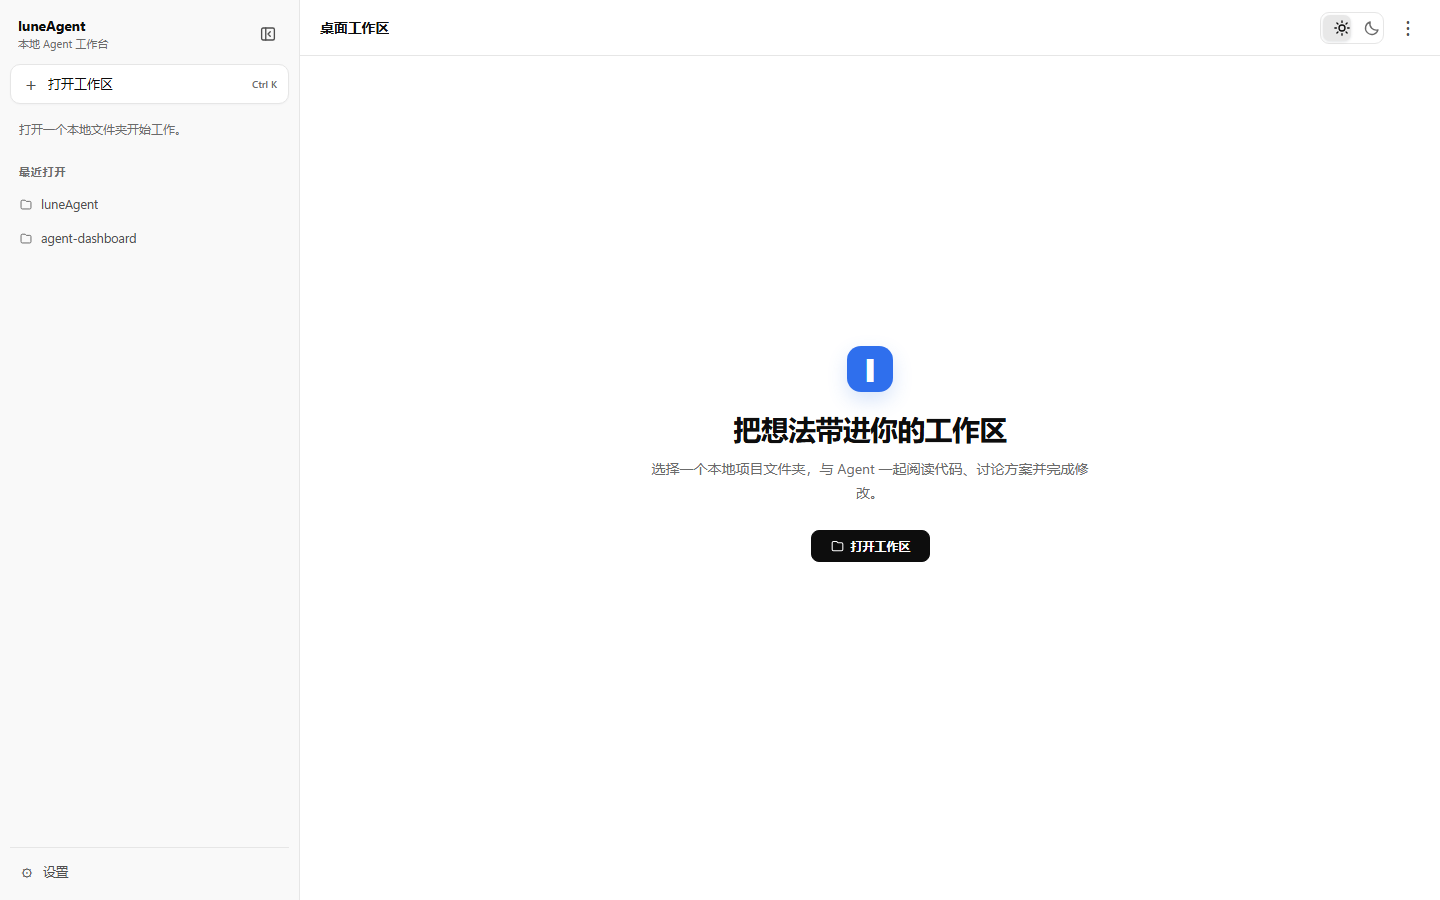 luneAgent
本地 Agent 工作台
打开工作区
Ctrl K
打开一个本地文件夹开始工作。
最近打开
luneAgent
agent-dashboard
设置
桌面工作区
把想法带进你的工作区
选择一个本地项目文件夹，与 Agent 一起阅读代码、讨论方案并完成修
改。
打开工作区